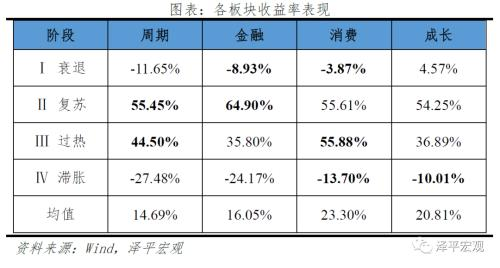 图表：各板块收益率表现
阶段 周期 金融 消费 成长
I 衰退 -11.65% -8.93% -3.87% 4.57%
II 复苏 55.45% 64.90% 55.61% 54.25%
III 过热 44.50% 35.80% 55.88% 36.89%
IV 滞胀 -27.48% -24.17% -13.70% -10.01%
均值 14.69% 16.05% 23.30% 20.81%
资料来源：Wind，泽平宏观
泽平宏观